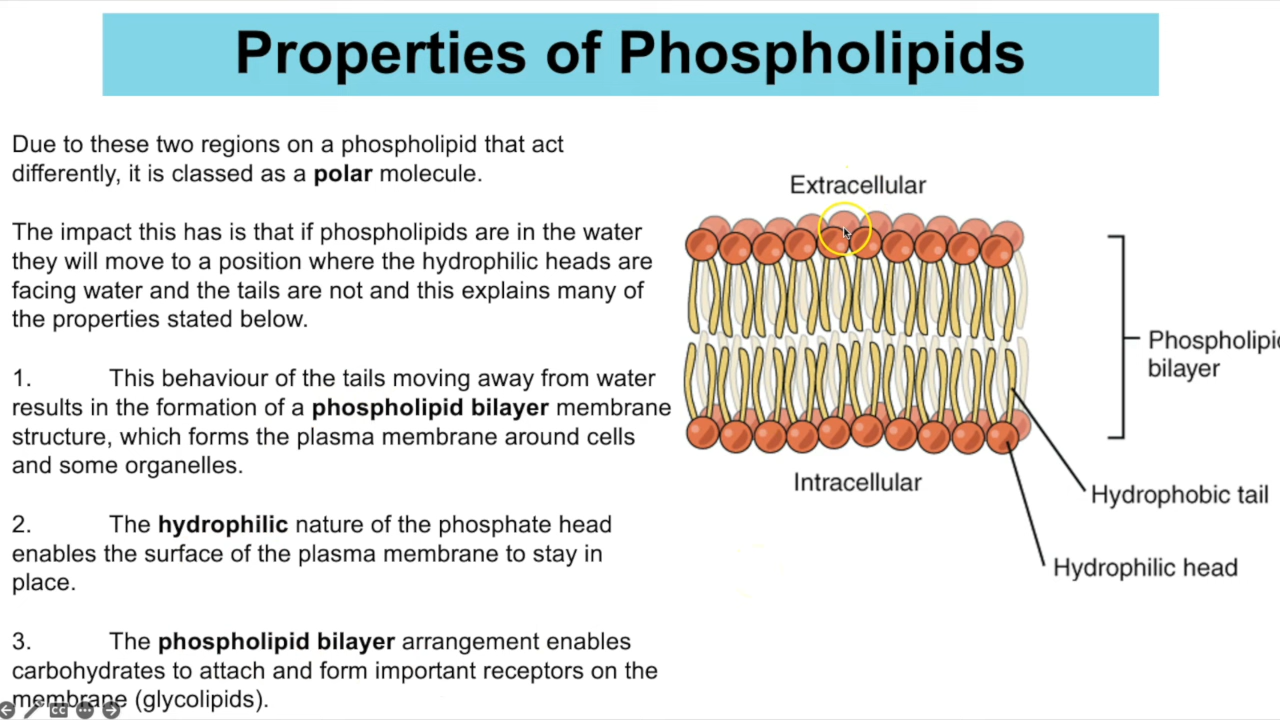 Properties of Phospholipids
Due to these two regions on a phospholipid that act
differently, it is classed as a polar molecule.
The impact this has is that if phospholipids are in the water
they will move to a position where the hydrophilic heads are
facing water and the tails are not and this explains many of
the properties stated below.
1. This behaviour of the tails moving away from water
results in the formation of a phospholipid bilayer membrane
structure, which forms the plasma membrane around cells
and some organelles.
2. The hydrophilic nature of the phosphate head
enables the surface of the plasma membrane to stay in
place.
3. The phospholipid bilayer arrangement enables
carbohydrates to attach and form important receptors on the
membrane (glycolipids).
Extracellular
Phospholipi
bilayer
Intracellular
Hydrophobic tail
Hydrophilic head
CC